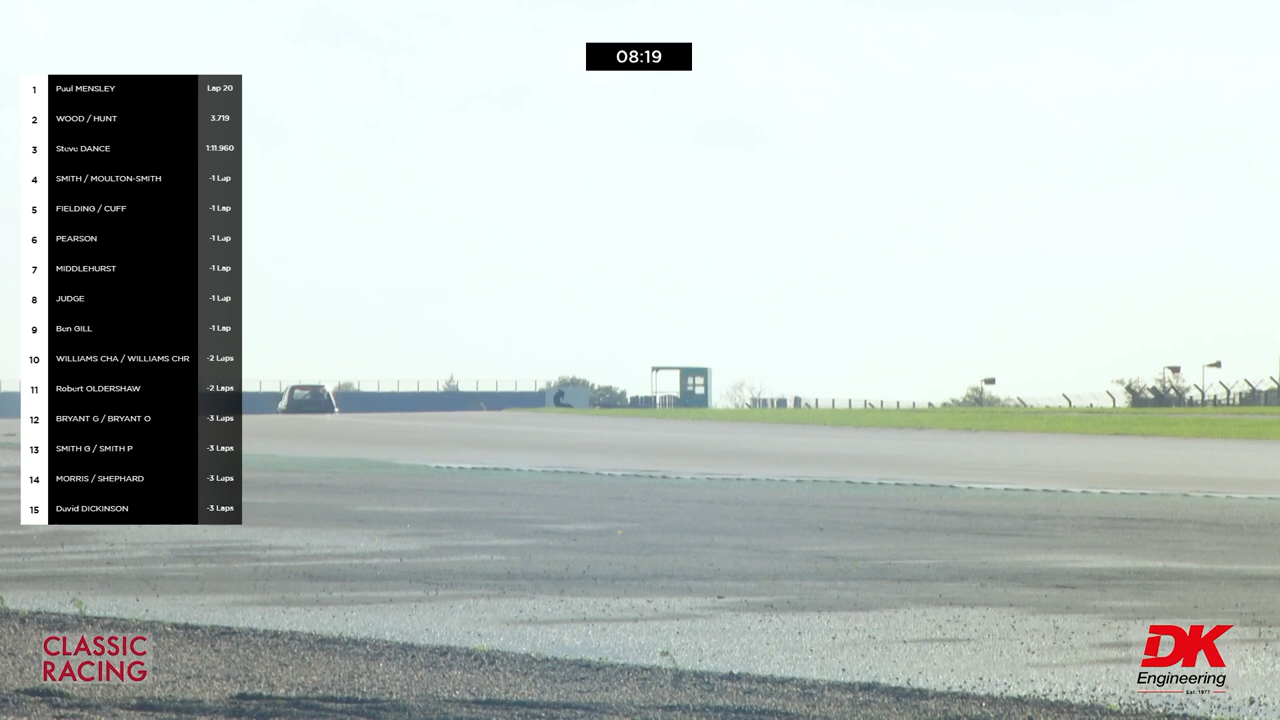 08:19
1 Paul MENSLEY Lap 20
2 WOOD / HUNT 3.719
3 Steve DANCE 1:11.960
4 SMITH / MOULTON-SMITH -1 Lap
5 FIELDING / CUFF -1 Lap
6 PEARSON -1 Lap
7 MIDDLEHURST -1 Lap
8 JUDGE -1 Lap
9 Ben GILL -1 Lap
10 WILLIAMS CHA / WILLIAMS CHR -2 Laps
11 Robert OLDERSHAW -2 Laps
12 BRYANT G / BRYANT O -3 Laps
13 SMITH G / SMITH P -3 Laps
14 MORRIS / SHEPHARD -3 Laps
15 David DICKINSON -3 Laps
CLASSIC
RACING
DK
Engineering
Est. 1977